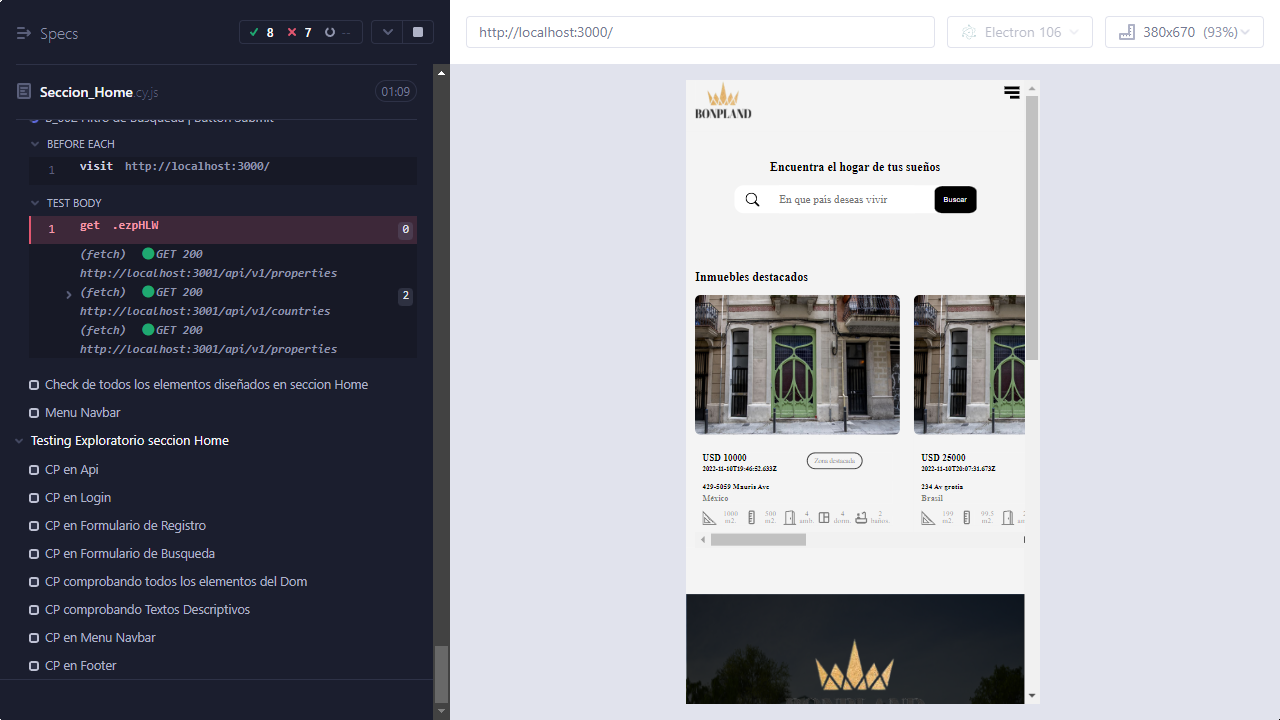 Specs
8
7
--
http://localhost:3000/
Electron 106
380x670 (93%)
Seccion_Home.cy.js
01:09
B_002 Filtro de Busqueda | Button Submit
BEFORE EACH
1 visit http://localhost:3000/
TEST BODY
1 get .ezpHLW 0
(fetch) GET 200
http://localhost:3001/api/v1/properties
(fetch) GET 200 2
http://localhost:3001/api/v1/countries
(fetch) GET 200
http://localhost:3001/api/v1/properties
Check de todos los elementos diseñados en seccion Home
Menu Navbar
Testing Exploratorio seccion Home
CP en Api
CP en Login
CP en Formulario de Registro
CP en Formulario de Busqueda
CP comprobando todos los elementos del Dom
CP comprobando Textos Descriptivos
CP en Menu Navbar
CP en Footer
BONPLAND
Encuentra el hogar de tus sueños
En que país deseas vivir
Buscar
Inmuebles destacados
USD 10000
Zona destacada
2022-11-10T19:46:52.633Z
429-5059 Mauris Ave
México
1000 m2.
500 m2.
4 amb.
4 dorm.
2 baños.
USD 25000
2022-11-10T20:07:31.673Z
234 Av gratia
Brasil
199 m2.
99,5 m2.
BONPLAND